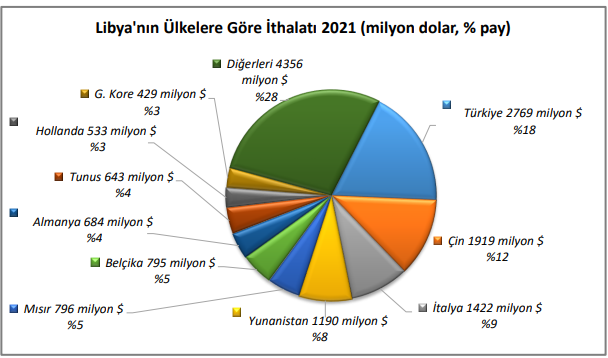 Libya'nın Ülkelere Göre İthalatı 2021 (milyon dolar, % pay)
Diğerleri 4356
milyon $
%28
Türkiye 2769 milyon $
%18
Çin 1919 milyon $
%12
İtalya 1422 milyon $
%9
Yunanistan 1190 milyon $
%8
Mısır 796 milyon $
%5
Belçika 795 milyon $
%5
Almanya 684 milyon $
%4
Tunus 643 milyon $
%4
Hollanda 533 milyon $
%3
G. Kore 429 milyon $
%3